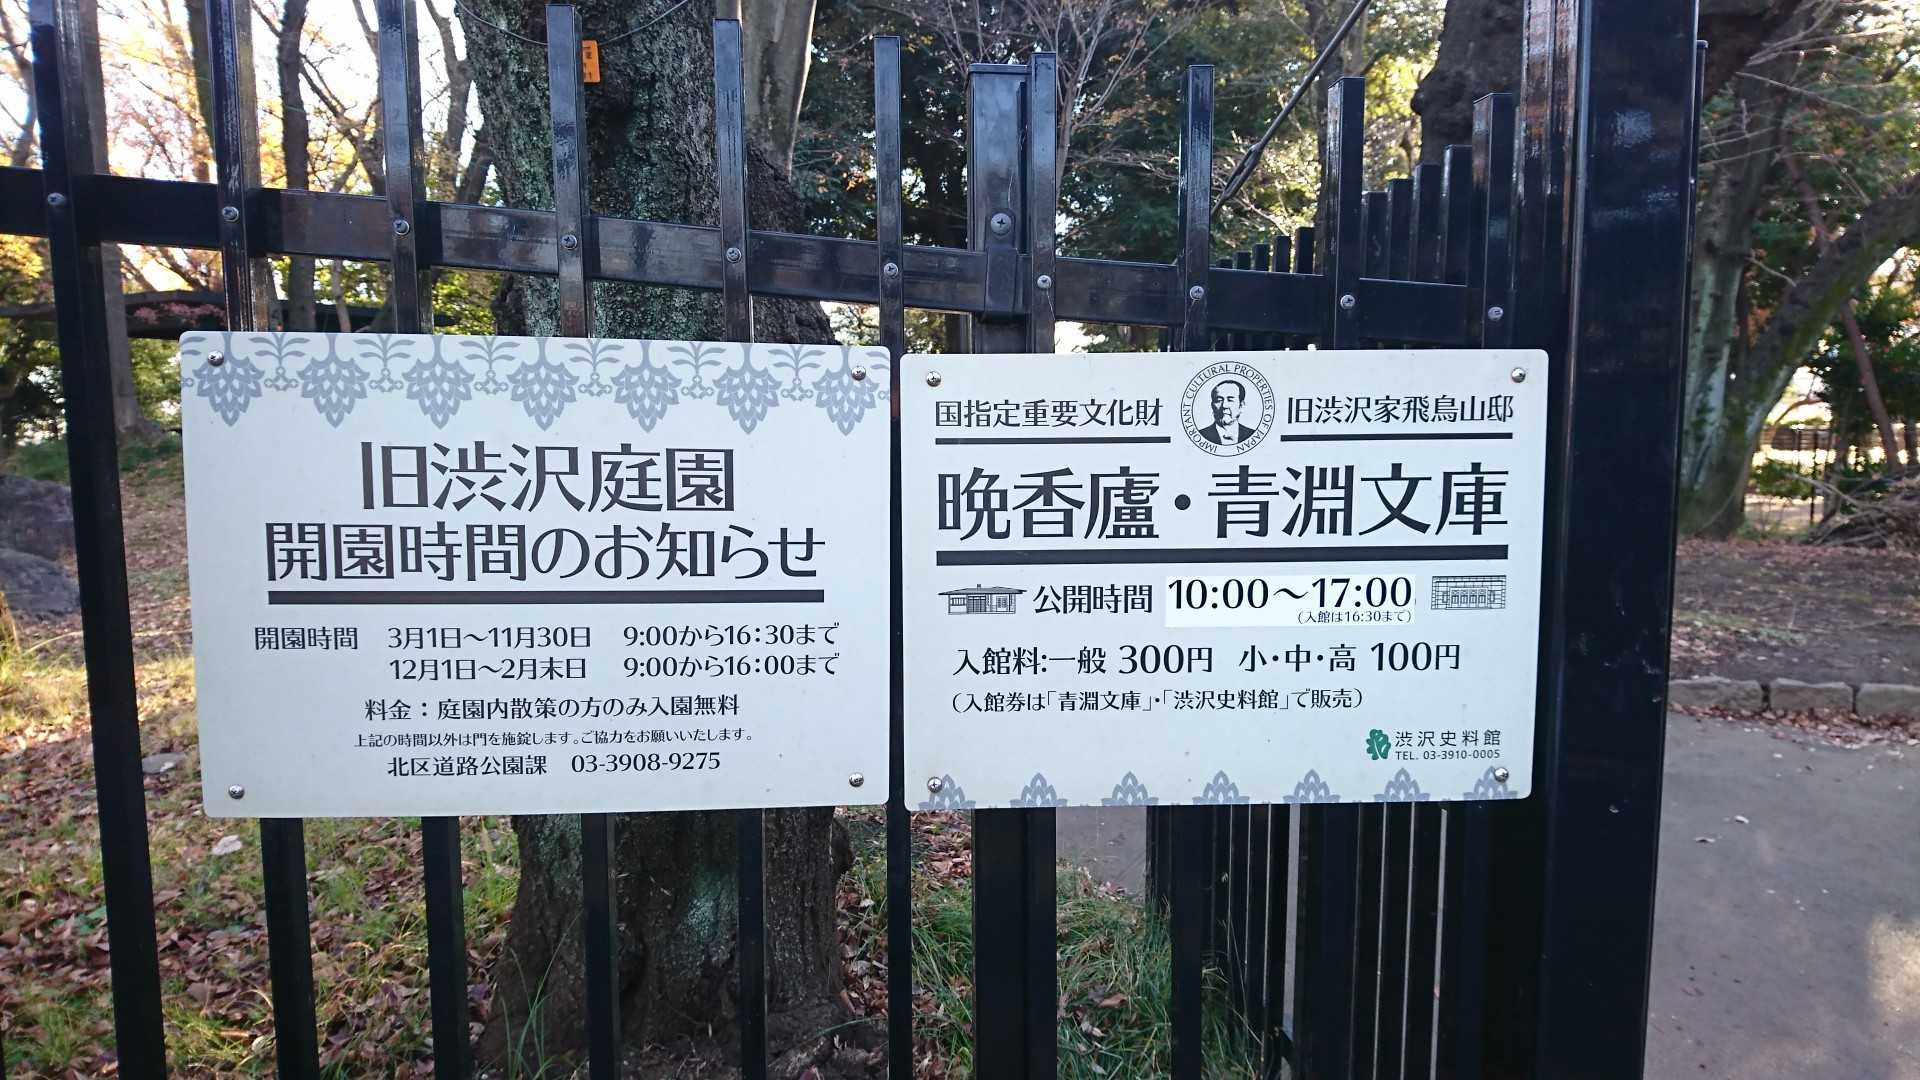 旧渋沢庭園
開園時間のお知らせ
開園時間 3月1日〜11月30日 9:00から16:30まで
12月1日〜2月末日 9:00から16:00まで
料金：庭園内散策の方のみ入園無料
上記の時間以外は門を施錠します。ご協力をお願いいたします。
北区道路公園課 03-3908-9275
国指定重要文化財
IMPORTANT CULTURAL PROPERTIES OF JAPAN
旧渋沢家飛鳥山邸
晩香廬・青淵文庫
公開時間 10:00〜17:00
(入館は16:30まで)
入館料:一般 300円 小・中・高 100円
（入館券は「青淵文庫」・「渋沢史料館」で販売）
渋沢史料館
TEL. 03-3910-0005